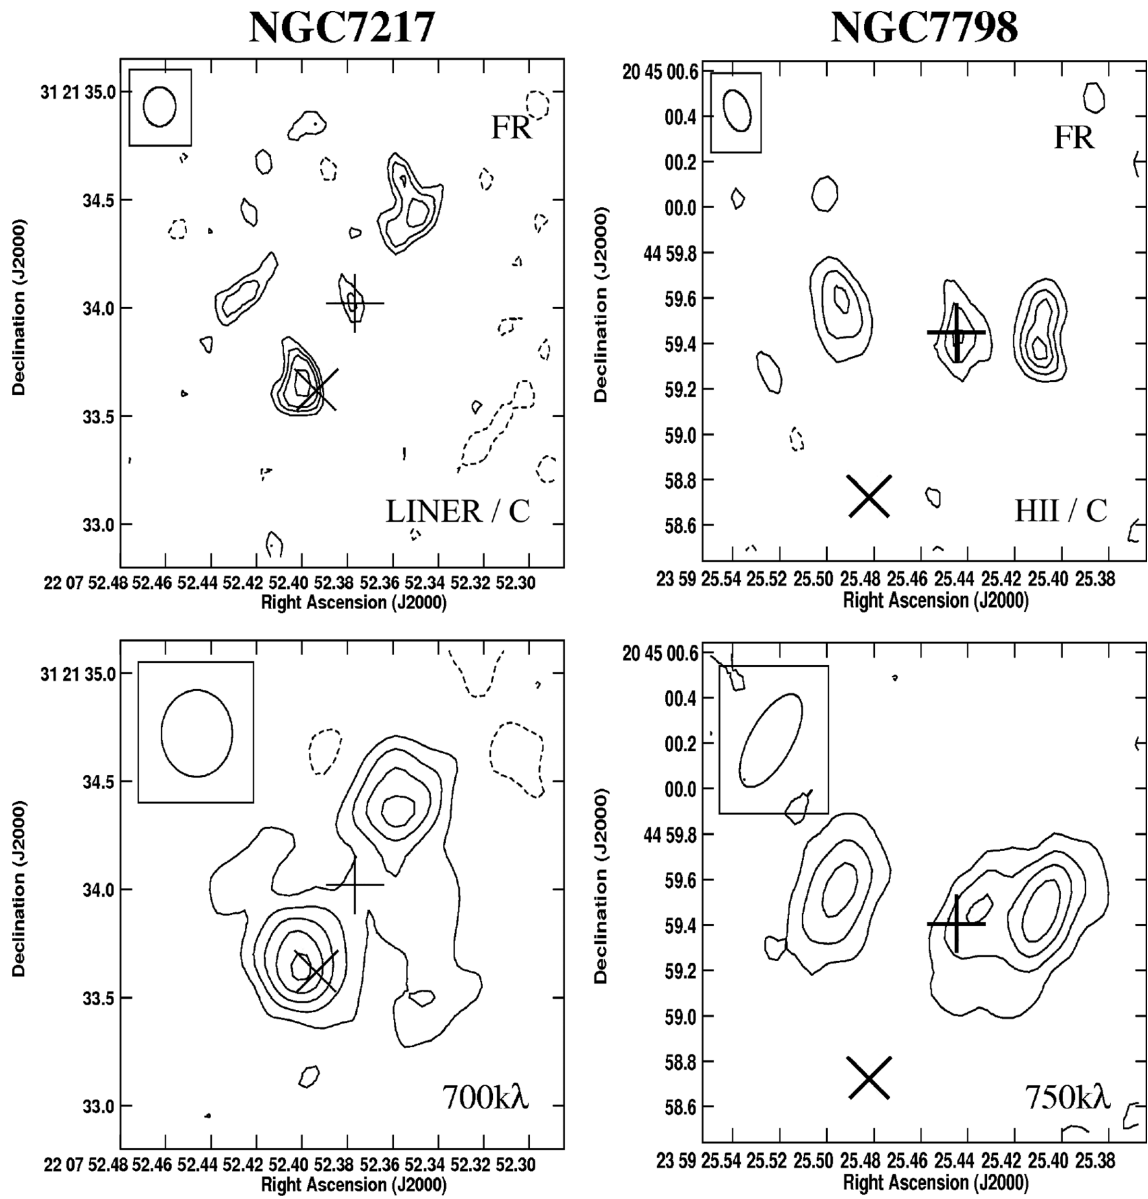 NGC7217
NGC7798
31 21 35.0
34.5
34.0
33.5
33.0
Declination (J2000)
FR
LINER / C
22 07 52.48 52.46 52.44 52.42 52.40 52.38 52.36 52.34 52.32 52.30
Right Ascension (J2000)
20 45 00.6
00.4
00.2
00.0
44 59.8
59.6
59.4
59.2
59.0
58.8
58.6
Declination (J2000)
FR
HII / C
23 59 25.54 25.52 25.50 25.48 25.46 25.44 25.42 25.40 25.38
Right Ascension (J2000)
31 21 35.0
34.5
34.0
33.5
33.0
Declination (J2000)
700kλ
22 07 52.48 52.46 52.44 52.42 52.40 52.38 52.36 52.34 52.32 52.30
Right Ascension (J2000)
20 45 00.6
00.4
00.2
00.0
44 59.8
59.6
59.4
59.2
59.0
58.8
58.6
Declination (J2000)
750kλ
23 59 25.54 25.52 25.50 25.48 25.46 25.44 25.42 25.40 25.38
Right Ascension (J2000)